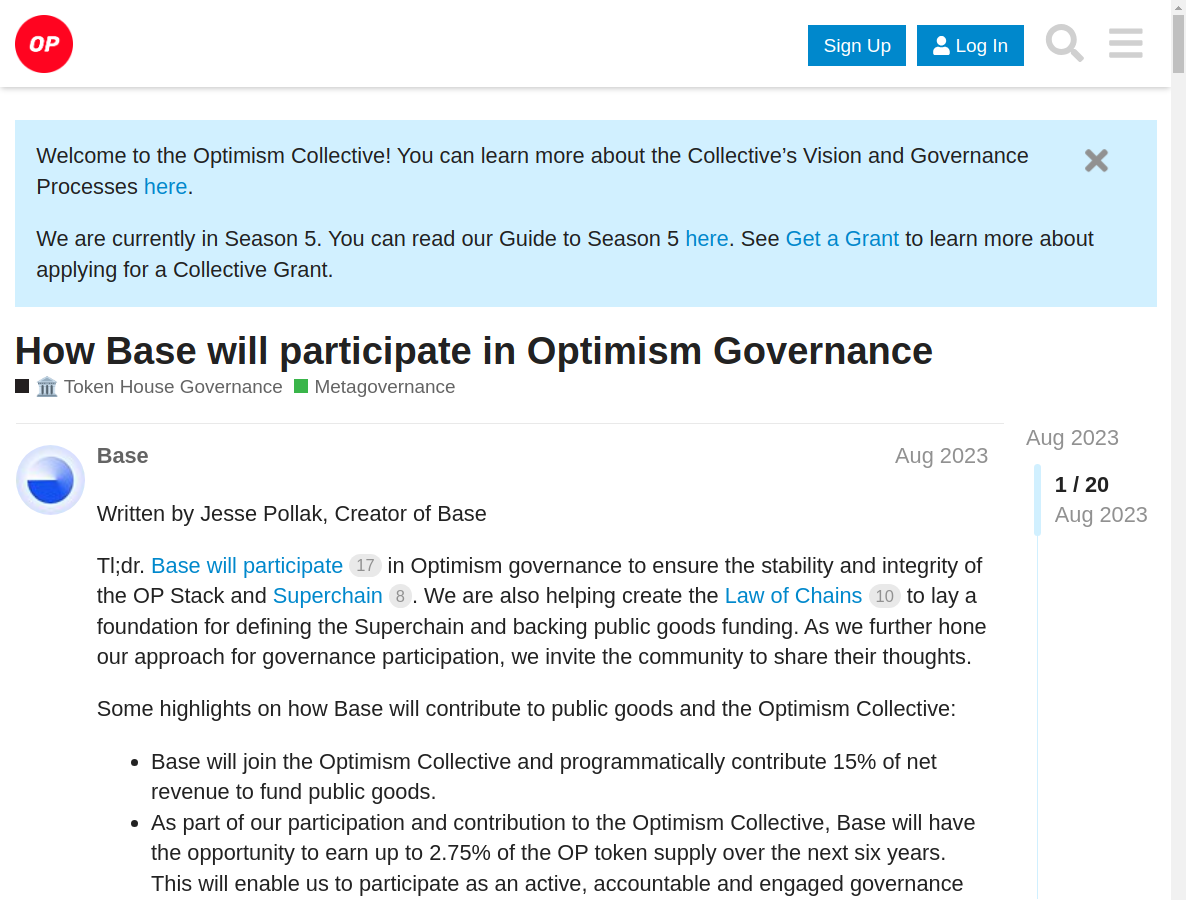 OP
Sign Up
Log In
Welcome to the Optimism Collective! You can learn more about the Collective’s Vision and Governance
Processes here.
We are currently in Season 5. You can read our Guide to Season 5 here. See Get a Grant to learn more about
applying for a Collective Grant.
How Base will participate in Optimism Governance
Token House Governance Metagovernance
Base Aug 2023
Aug 2023
1 / 20
Aug 2023
Written by Jesse Pollak, Creator of Base
Tl;dr. Base will participate 17 in Optimism governance to ensure the stability and integrity of
the OP Stack and Superchain 8. We are also helping create the Law of Chains 10 to lay a
foundation for defining the Superchain and backing public goods funding. As we further hone
our approach for governance participation, we invite the community to share their thoughts.
Some highlights on how Base will contribute to public goods and the Optimism Collective:
• Base will join the Optimism Collective and programmatically contribute 15% of net
revenue to fund public goods.
• As part of our participation and contribution to the Optimism Collective, Base will have
the opportunity to earn up to 2.75% of the OP token supply over the next six years.
This will enable us to participate as an active, accountable and engaged governance